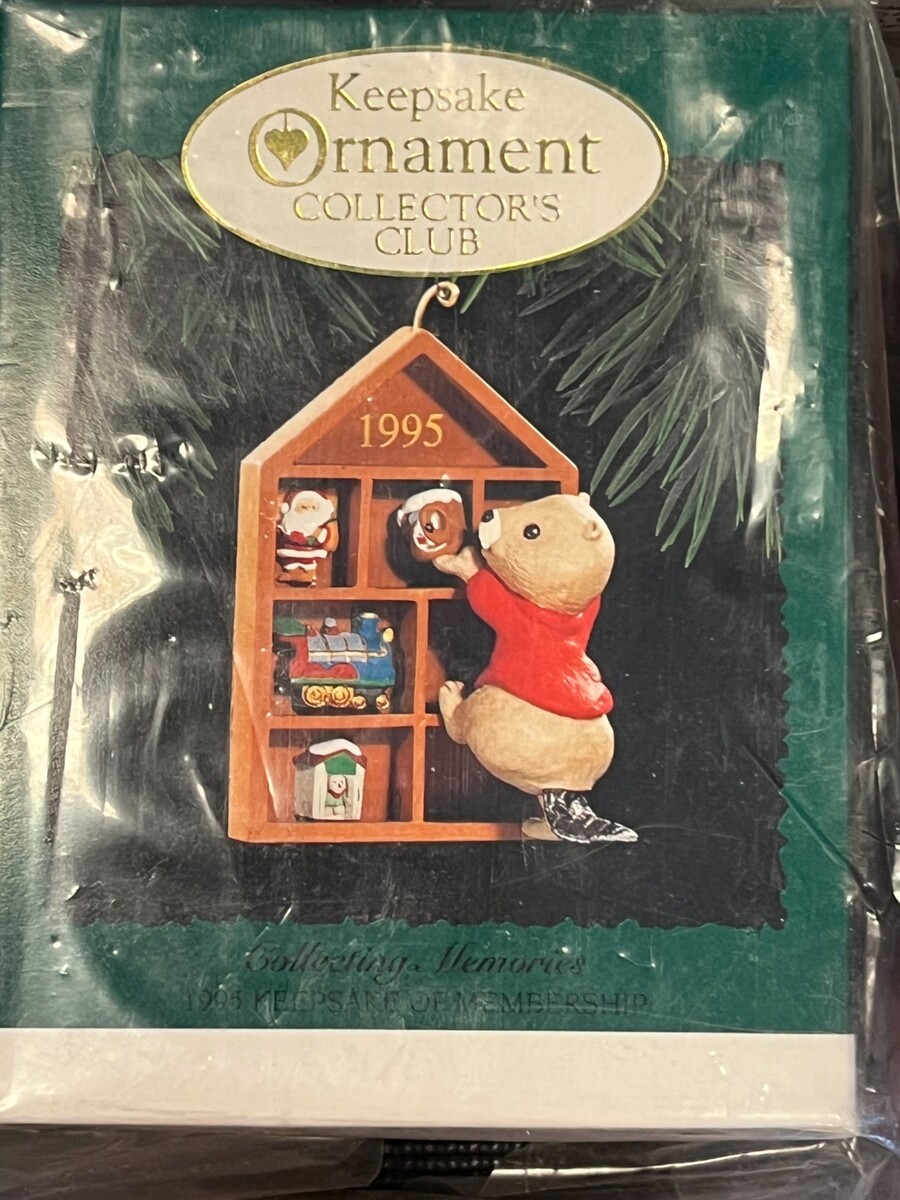 Keepsake
Ornament
COLLECTOR'S
CLUB
1995
Collecting Memories
1995 KEEPSAKE OF MEMBERSHIP